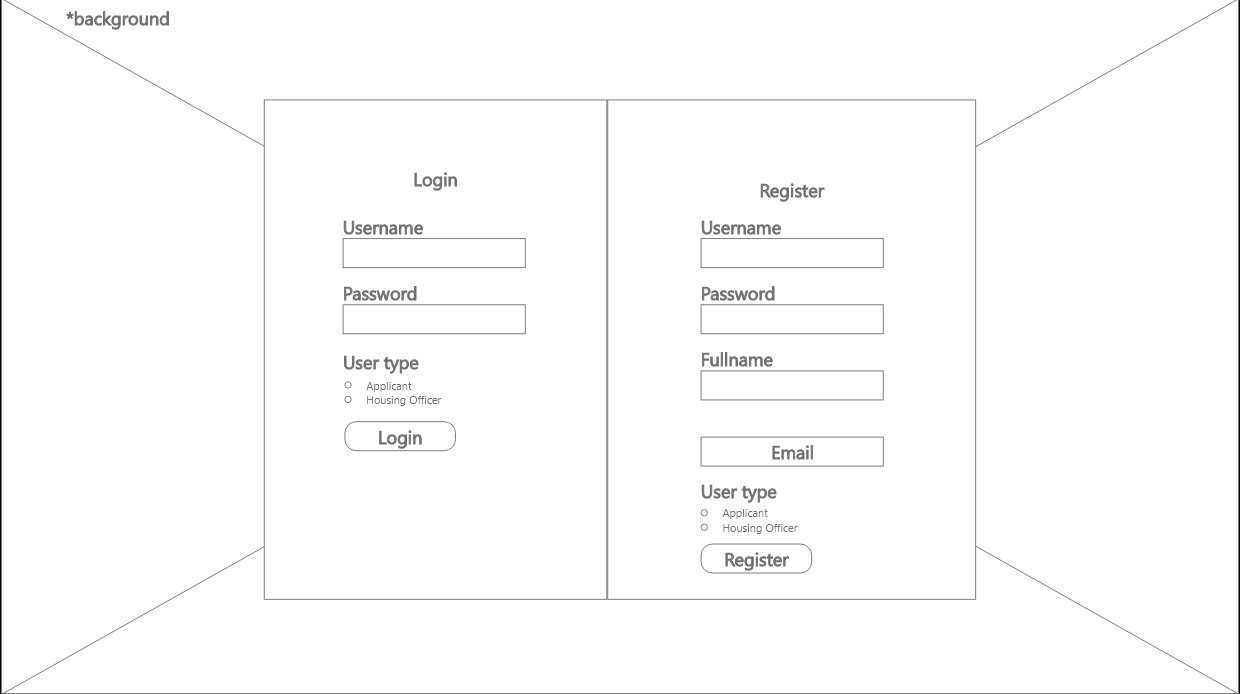 *background
Login
Username
Password
User type
Applicant
Housing Officer
Login
Register
Username
Password
Fullname
Email
User type
Applicant
Housing Officer
Register